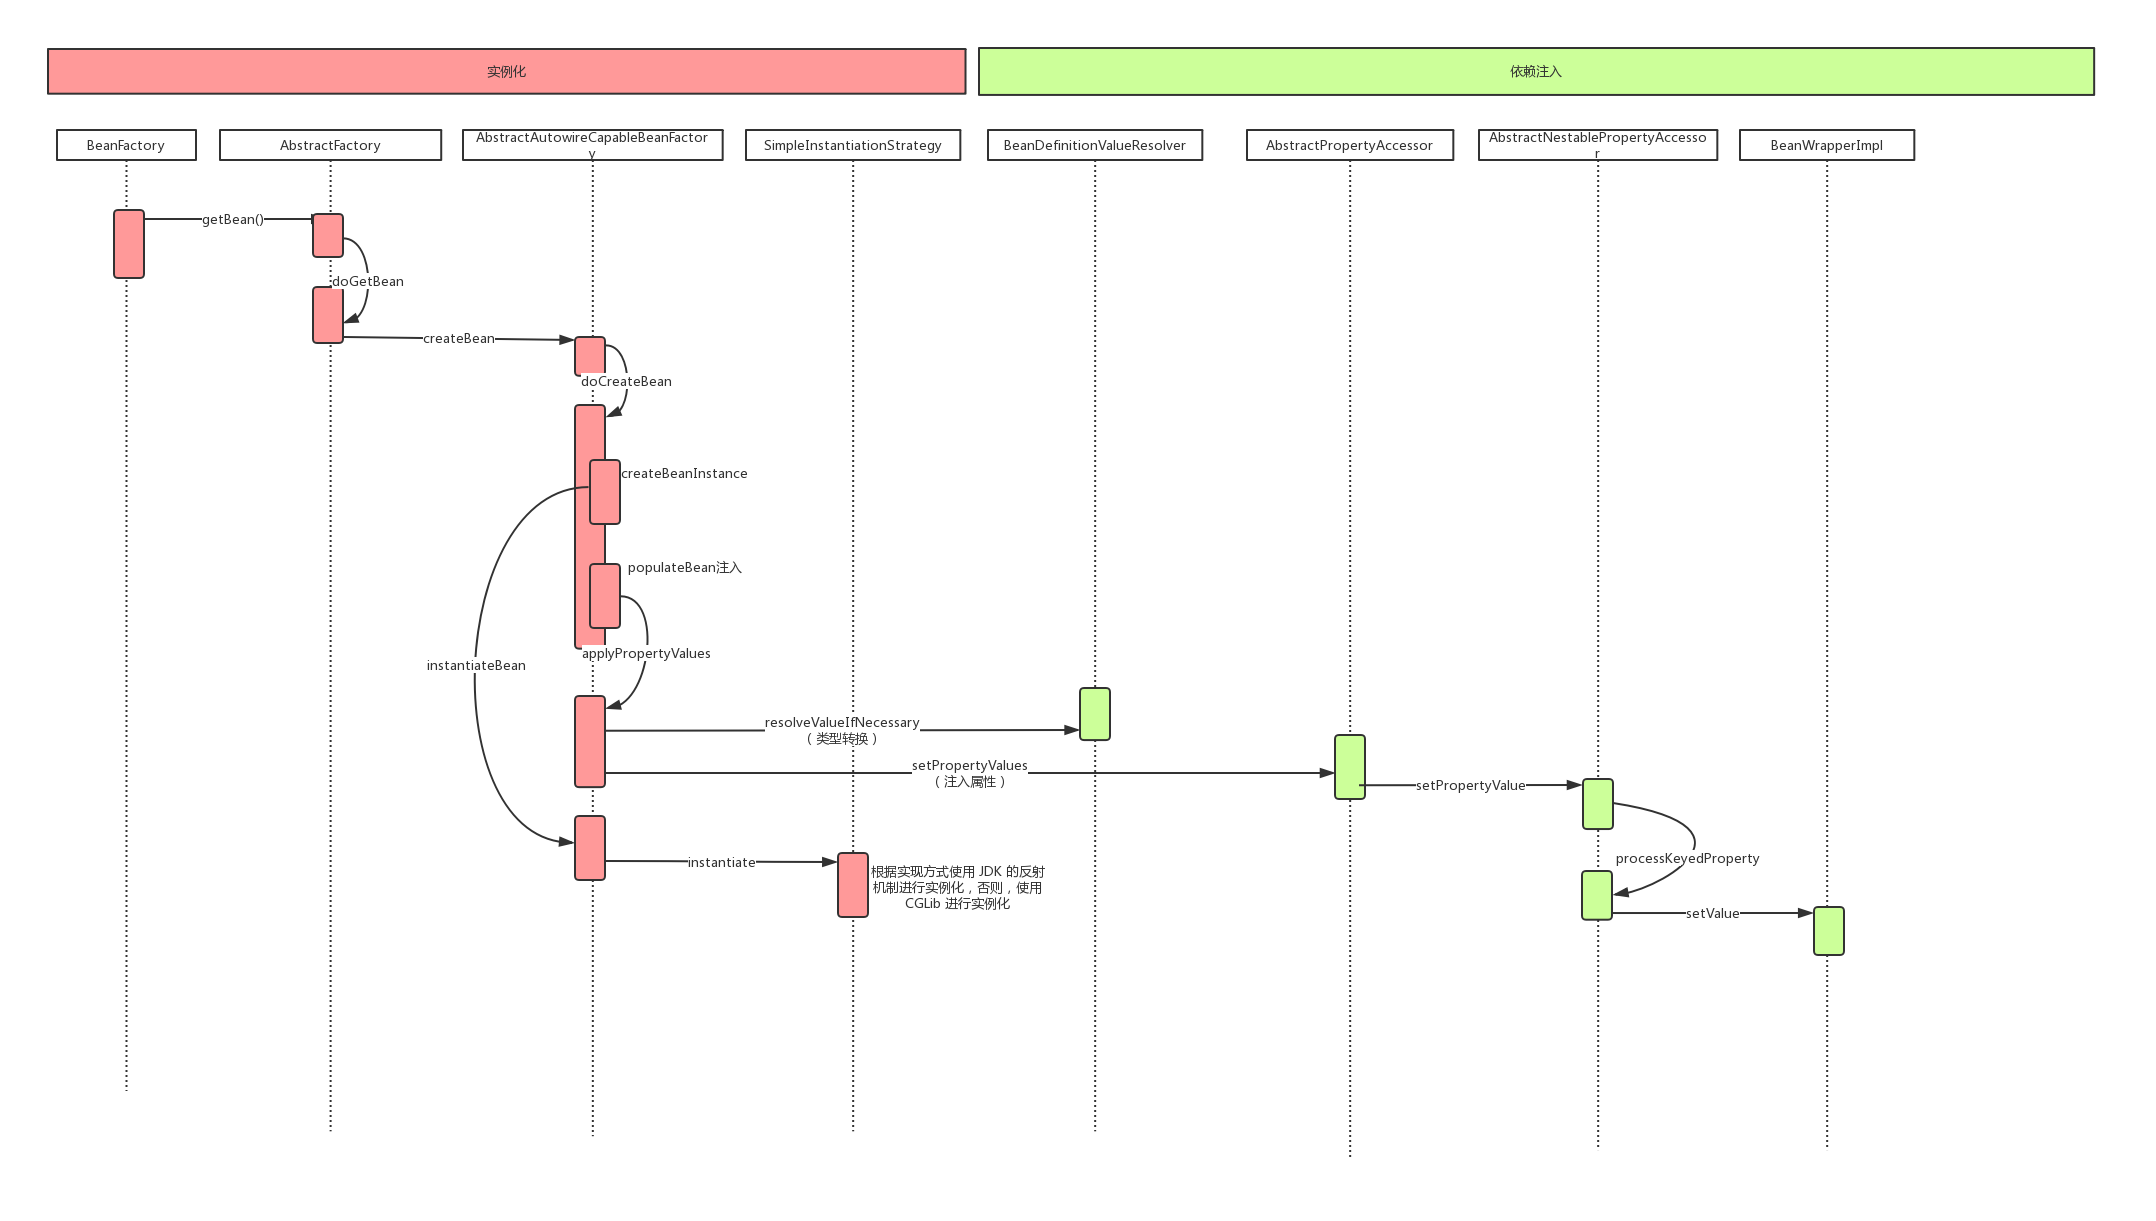 实例化
依赖注入
BeanFactory
AbstractFactory
AbstractAutowireCapableBeanFactor
y
SimpleInstantiationStrategy
BeanDefinitionValueResolver
AbstractPropertyAccessor
AbstractNestablePropertyAccesso
r
BeanWrapperImpl
getBean()
doGetBean
createBean
doCreateBean
createBeanInstance
populateBean注入
applyPropertyValues
instantiateBean
resolveValueIfNecessary
（类型转换）
setPropertyValues
（注入属性）
setPropertyValue
processKeyedProperty
instantiate
根据实现方式使用 JDK 的反射
机制进行实例化，否则，使用
CGLib 进行实例化
setValue